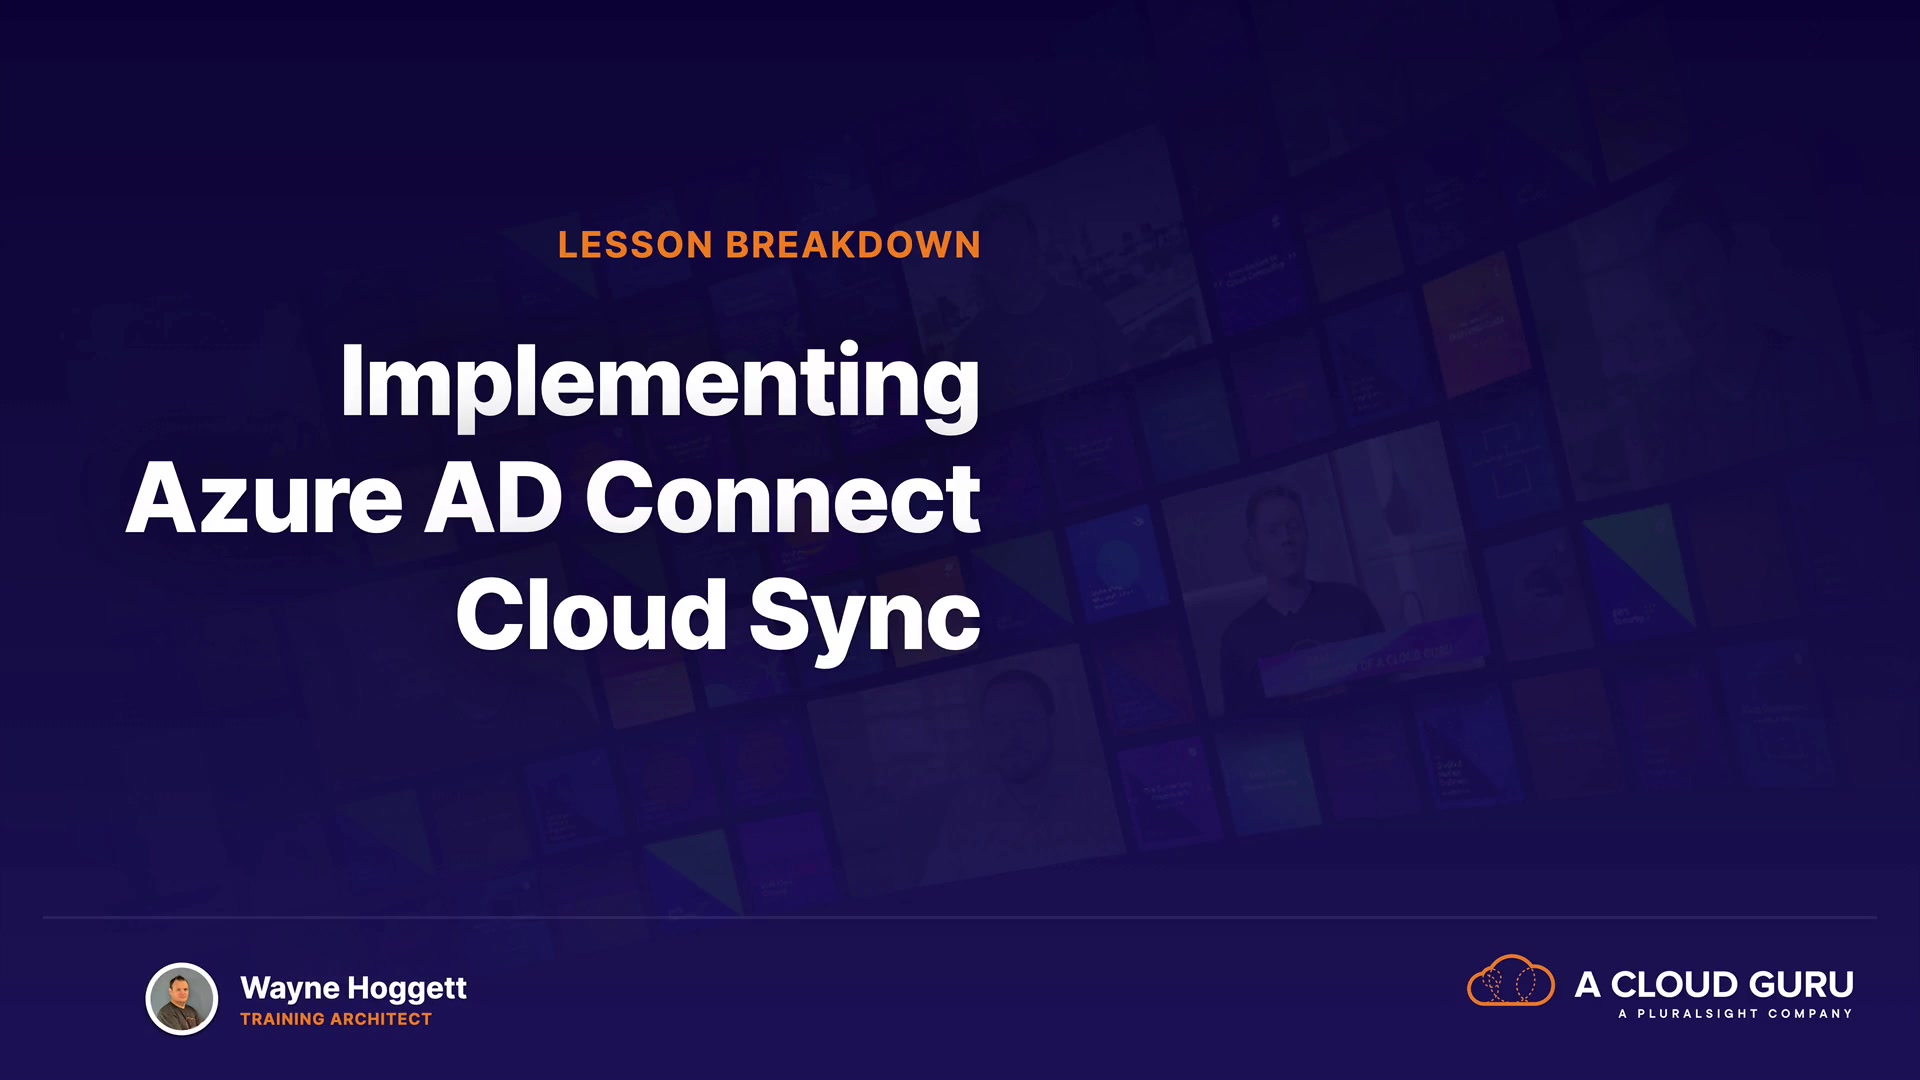 LESSON BREAKDOWN
Implementing
Azure AD Connect
Cloud Sync
Wayne Hoggett
TRAINING ARCHITECT
A CLOUD GURU
A PLURALSIGHT COMPANY